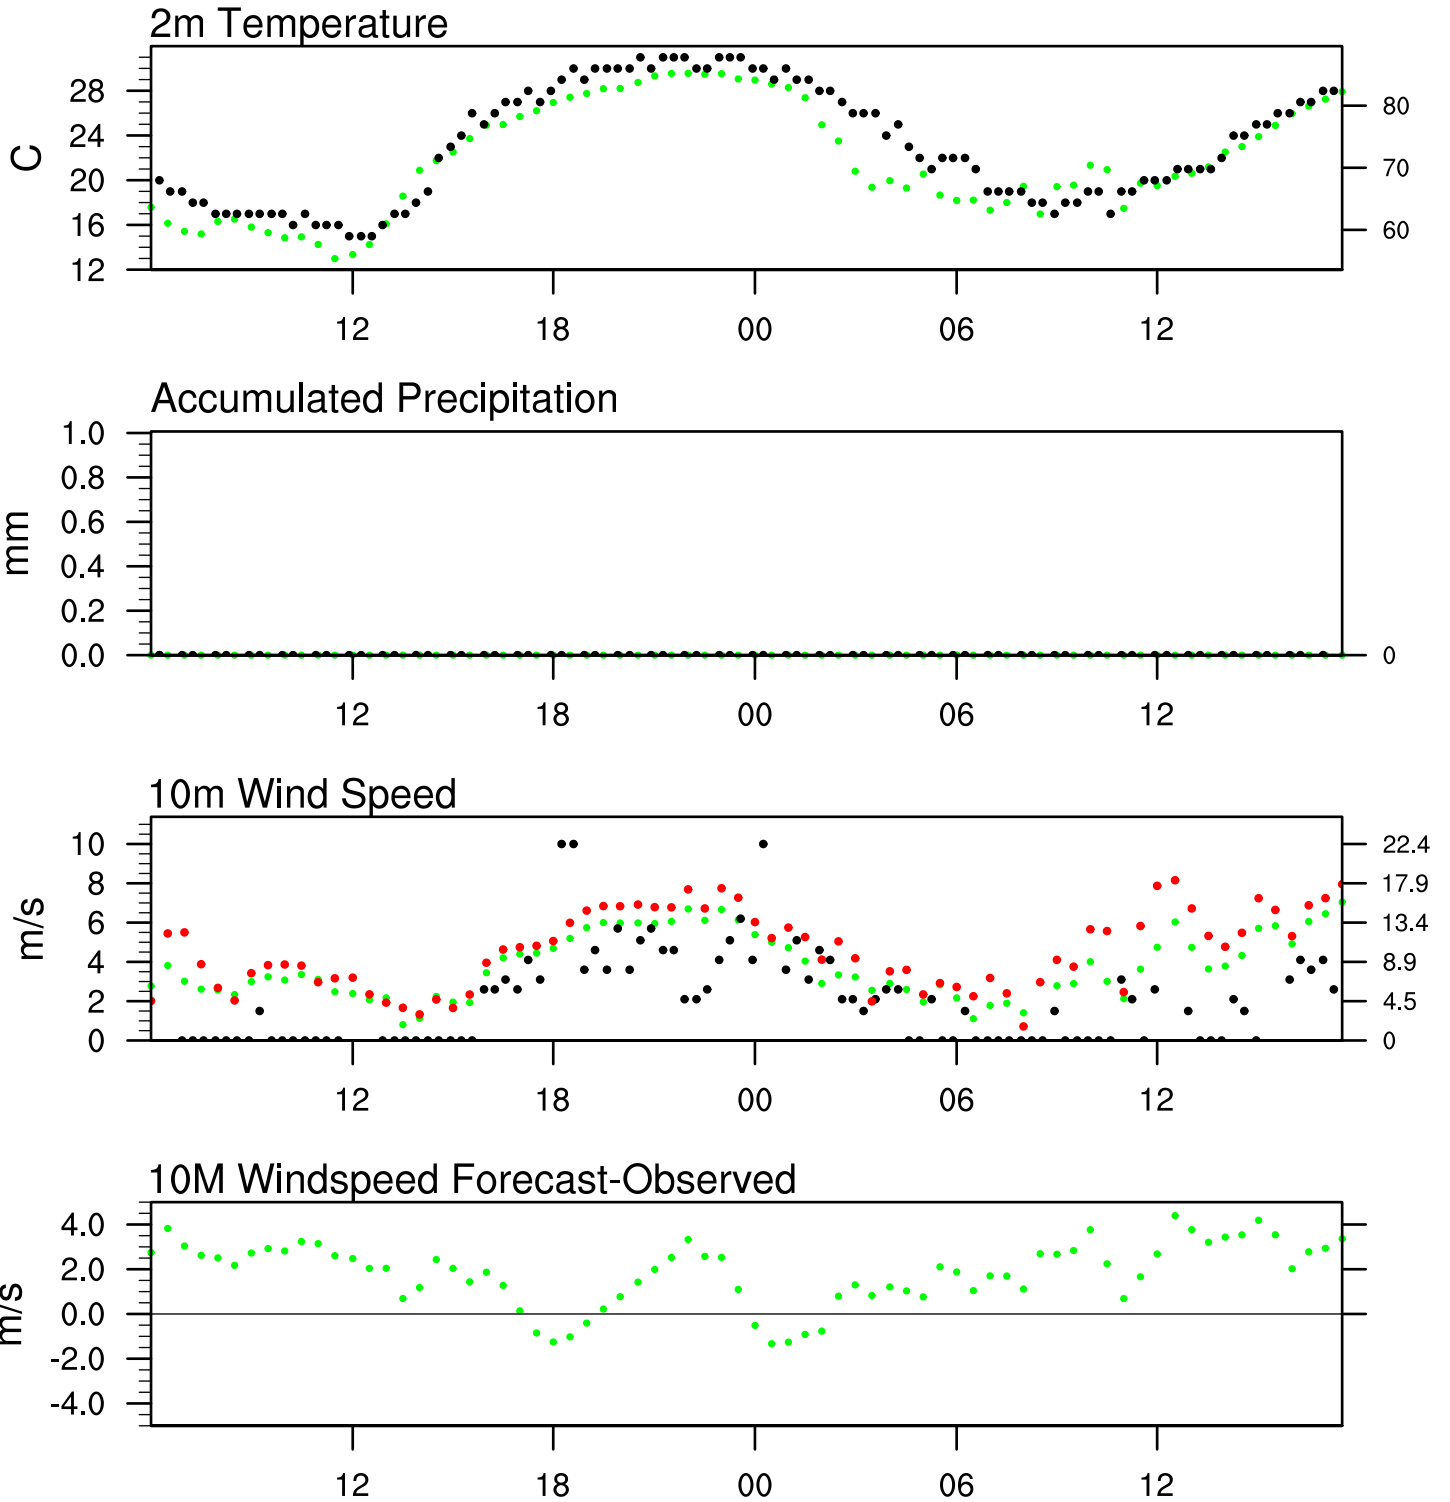 2m Temperature
28
24
20
16
12
C
80
70
60
12 18 00 06 12
Accumulated Precipitation
1.0
0.8
0.6
0.4
0.2
0.0
mm
0
12 18 00 06 12
10m Wind Speed
10
8
6
4
2
0
m/s
22.4
17.9
13.4
8.9
4.5
0
12 18 00 06 12
10M Windspeed Forecast-Observed
4.0
2.0
0.0
-2.0
-4.0
m/s
12 18 00 06 12